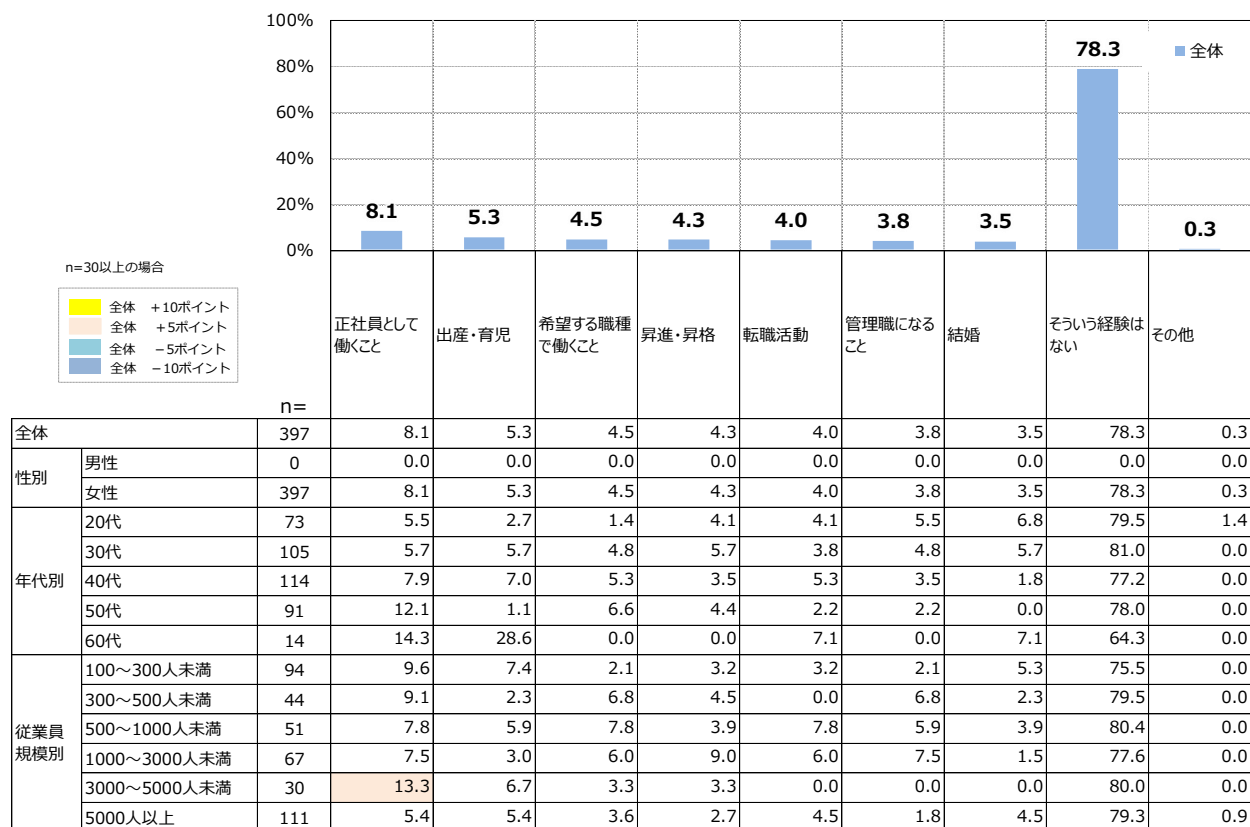 100%
80%
60%
40%
20%
0%
全体
8.1 5.3 4.5 4.3 4.0 3.8 3.5 78.3 0.3
n=30以上の場合
全体 +10ポイント
全体 +5ポイント
全体 −5ポイント
全体 −10ポイント
n=
正社員として
働くこと
出産・育児
希望する職種
で働くこと
昇進・昇格
転職活動
管理職になる
こと
結婚
そういう経験は
ない
その他
全体 397 8.1 5.3 4.5 4.3 4.0 3.8 3.5 78.3 0.3
性別
男性 0 0.0 0.0 0.0 0.0 0.0 0.0 0.0 0.0 0.0
女性 397 8.1 5.3 4.5 4.3 4.0 3.8 3.5 78.3 0.3
年代別
20代 73 5.5 2.7 1.4 4.1 4.1 5.5 6.8 79.5 1.4
30代 105 5.7 5.7 4.8 5.7 3.8 4.8 5.7 81.0 0.0
40代 114 7.9 7.0 5.3 3.5 5.3 3.5 1.8 77.2 0.0
50代 91 12.1 1.1 6.6 4.4 2.2 2.2 0.0 78.0 0.0
60代 14 14.3 28.6 0.0 0.0 7.1 0.0 7.1 64.3 0.0
従業員
規模別
100～300人未満 94 9.6 7.4 2.1 3.2 3.2 2.1 5.3 75.5 0.0
300～500人未満 44 9.1 2.3 6.8 4.5 0.0 6.8 2.3 79.5 0.0
500～1000人未満 51 7.8 5.9 7.8 3.9 7.8 5.9 3.9 80.4 0.0
1000～3000人未満 67 7.5 3.0 6.0 9.0 6.0 7.5 1.5 77.6 0.0
3000～5000人未満 30 13.3 6.7 3.3 3.3 0.0 0.0 0.0 80.0 0.0
5000人以上 111 5.4 5.4 3.6 2.7 4.5 1.8 4.5 79.3 0.9